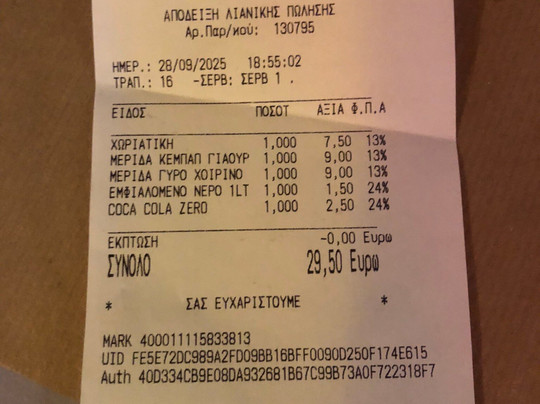 ΑΠΟΔΕΙΞΗ ΛΙΑΝΙΚΗΣ ΠΩΛΗΣΗΣ
Αρ.Παρ/κού: 130795
ΗΜΕΡ.: 28/09/2025 18:55:02
ΤΡΑΠ.: 16 -ΣΕΡΒ: ΣΕΡΒ 1 .
ΕΙΔΟΣ ΠΟΣΟΤ ΑΞΙΑ Φ.Π.Α
ΧΩΡΙΑΤΙΚΗ 1,000 7,50 13%
ΜΕΡΙΔΑ ΚΕΜΠΑΠ ΓΙΑΟΥΡ 1,000 9,00 13%
ΜΕΡΙΔΑ ΓΥΡΟ ΧΟΙΡΙΝΟ 1,000 9,00 13%
ΕΜΦΙΑΛΟΜΕΝΟ ΝΕΡΟ 1LT 1,000 1,50 24%
COCA COLA ZERO 1,000 2,50 24%
ΕΚΠΤΩΣΗ -0,00 Ευρω
ΣΥΝΟΛΟ 29,50 Ευρω
* ΣΑΣ ΕΥΧΑΡΙΣΤΟΥΜΕ *
MARK 400011115833813
UID FE5E72DC989A2FD09BB16BFF0090D250F174E615
Auth 40D334CB9E08DA932681B67C99B73A0F722318F7